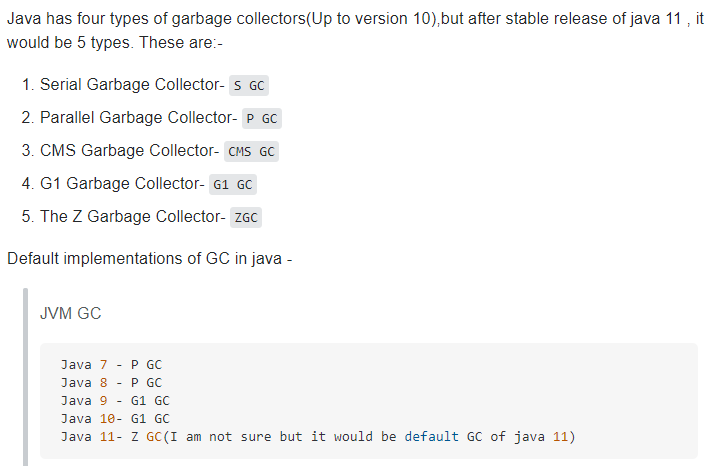 Java has four types of garbage collectors(Up to version 10),but after stable release of java 11 , it
would be 5 types. These are:-
1. Serial Garbage Collector- S GC
2. Parallel Garbage Collector- P GC
3. CMS Garbage Collector- CMS GC
4. G1 Garbage Collector- G1 GC
5. The Z Garbage Collector- ZGC
Default implementations of GC in java -
JVM GC
Java 7 - P GC
Java 8 - P GC
Java 9 - G1 GC
Java 10- G1 GC
Java 11- Z GC(I am not sure but it would be default GC of java 11)